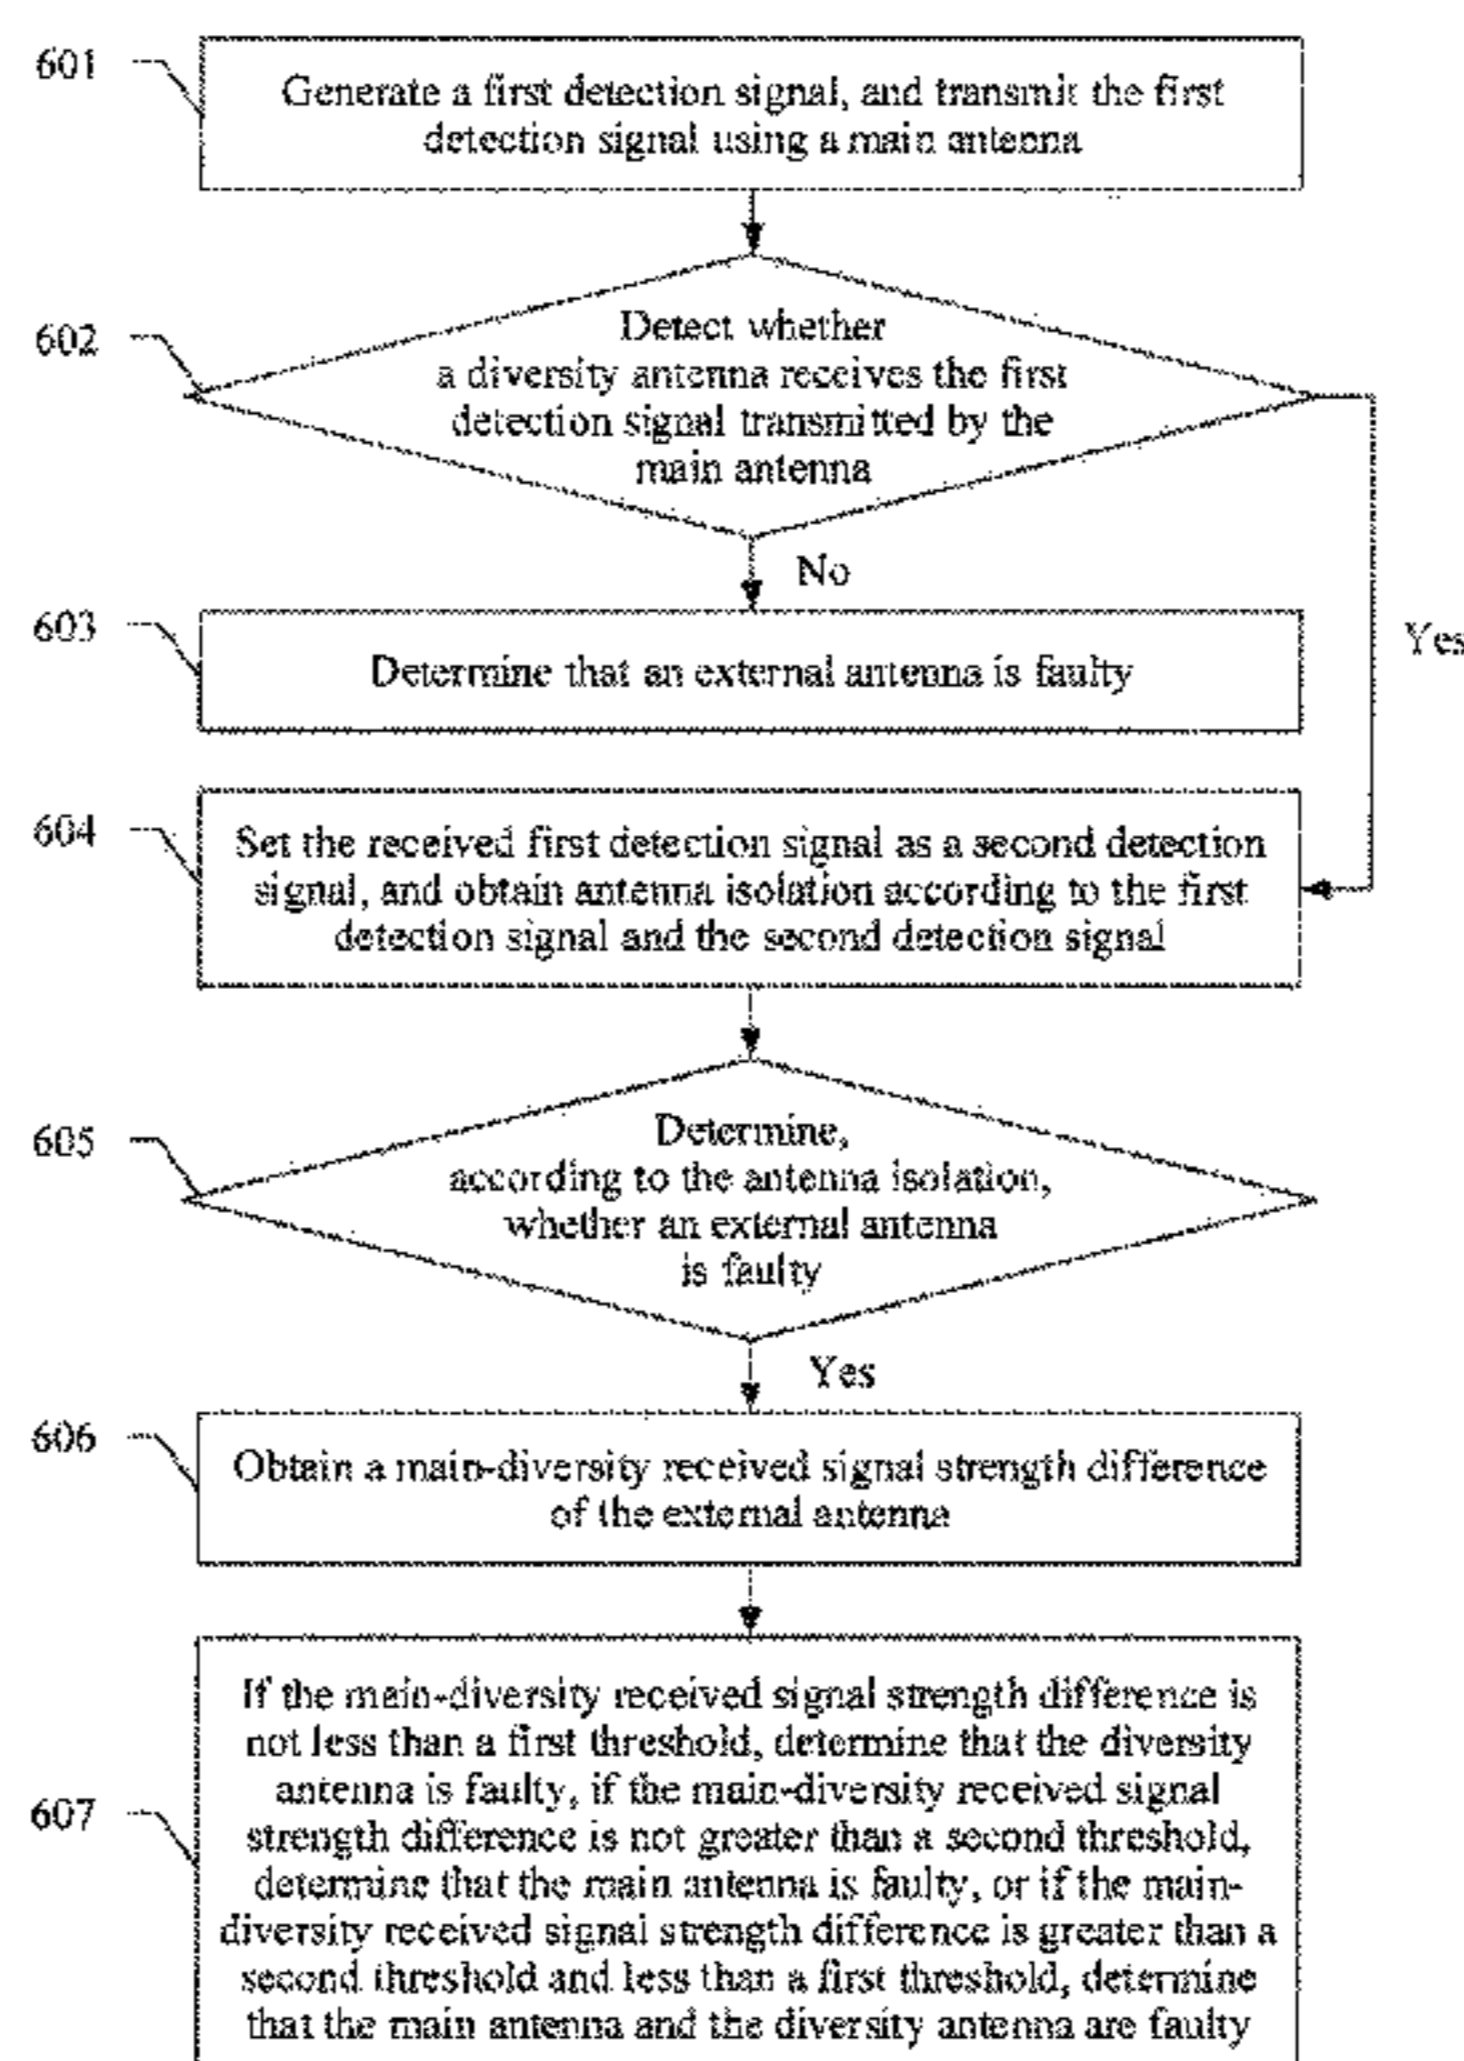 601
Generate a first detection signal, and transmit the first
detection signal using a main antenna
602
Detect whether
a diversity antenna receives the first
detection signal transmitted by the
main antenna
No
Yes
603
Determine that an external antenna is faulty
604
Set the received first detection signal as a second detection
signal, and obtain antenna isolation according to the first
detection signal and the second detection signal
605
Determine,
according to the antenna isolation,
whether an external antenna
is faulty
Yes
606
Obtain a main-diversity received signal strength difference
of the external antenna
607
If the main-diversity received signal strength difference is
not less than a first threshold, determine that the diversity
antenna is faulty, if the main-diversity received signal
strength difference is not greater than a second threshold,
determine that the main antenna is faulty, or if the main-
diversity received signal strength difference is greater than a
second threshold and less than a first threshold, determine
that the main antenna and the diversity antenna are faulty